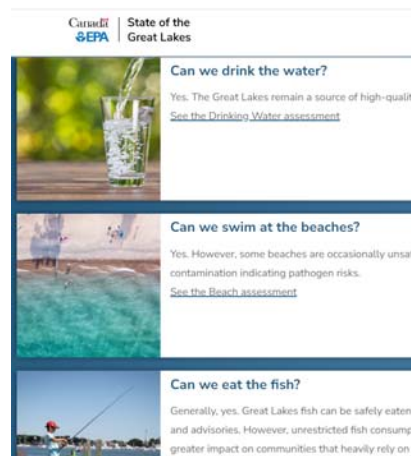 Canada
EPA
State of the
Great Lakes
Can we drink the water?
Yes. The Great Lakes remain a source of high-qualit
See the Drinking Water assessment
Can we swim at the beaches?
Yes. However, some beaches are occasionally unsa
contamination indicating pathogen risks.
See the Beach assessment
Can we eat the fish?
Generally, yes. Great Lakes fish can be safely eaten
and advisories. However, unrestricted fish consump
greater impact on communities that heavily rely on